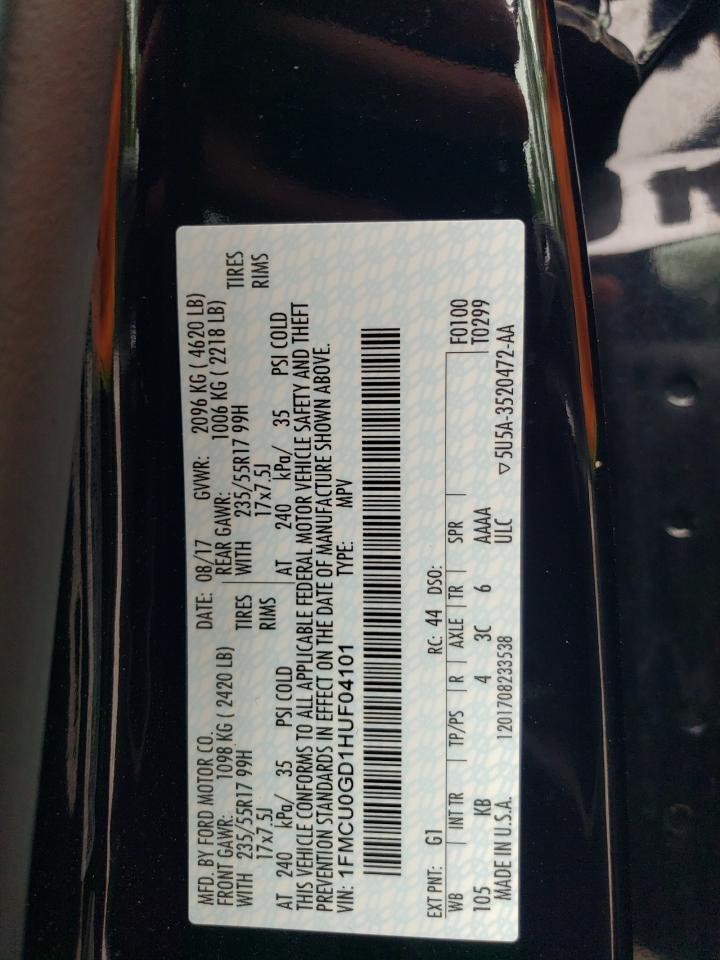 MFD. BY FORD MOTOR CO.
DATE: 08/17 GVWR: 2096 KG ( 4620 LB)
FRONT GAWR: 1098 KG ( 2420 LB) REAR GAWR: 1006 KG ( 2218 LB)
WITH 235/55R17 99H TIRES WITH 235/55R17 99H TIRES
17x7.5J RIMS 17x7.5J RIMS
AT 240 kPa/ 35 PSI COLD AT 240 kPa/ 35 PSI COLD
THIS VEHICLE CONFORMS TO ALL APPLICABLE FEDERAL MOTOR VEHICLE SAFETY AND THEFT
PREVENTION STANDARDS IN EFFECT ON THE DATE OF MANUFACTURE SHOWN ABOVE.
VIN: 1FMCU0GD1HUF04101 TYPE: MPV
EXT PNT: G1 RC: 44 DSO: F0100
WB INT TR TP/PS R AXLE TR SPR T0299
105 KB 4 3C 6 AAAA
MADE IN U.S.A. 1201708233538 ULC ▽5U5A-3520472-AA